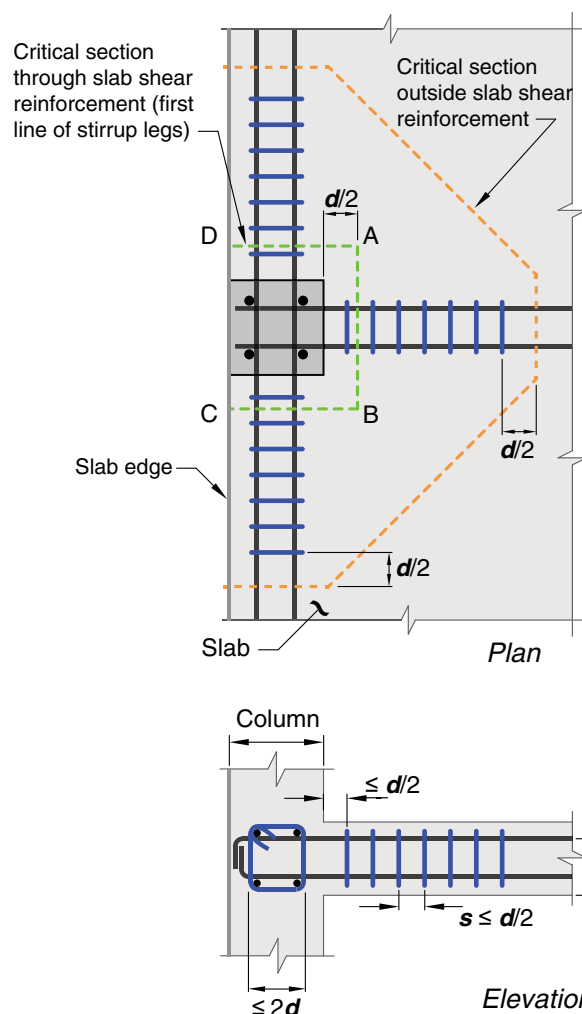 Critical section
through slab shear
reinforcement (first
line of stirrup legs)
Critical section
outside slab shear
reinforcement
d/2
D
A
C
B
d/2
Slab edge
d/2
Slab
Plan
Column
≤ d/2
s ≤ d/2
≤ 2d
Elevation